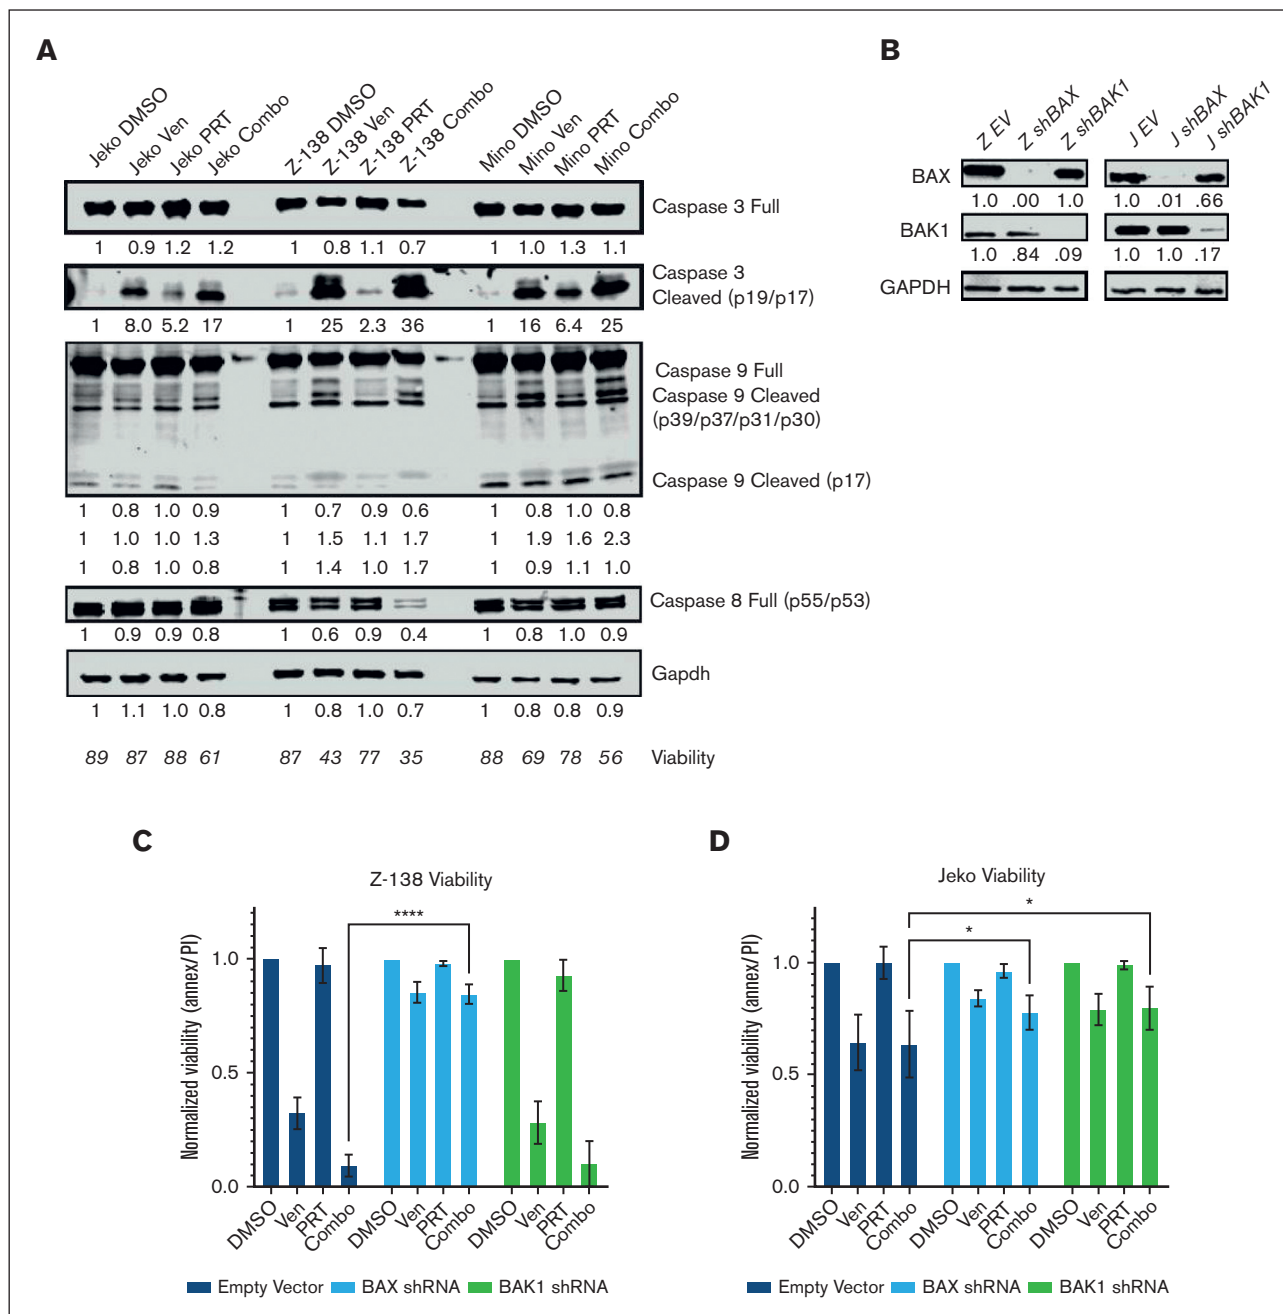 A
Jeko DMSO
Jeko Ven
Jeko PRT
Jeko Combo
Z-138 DMSO
Z-138 Ven
Z-138 PRT
Z-138 Combo
Mino DMSO
Mino Ven
Mino PRT
Mino Combo
Caspase 3 Full
1 0.9 1.2 1.2 1 0.8 1.1 0.7 1 1.0 1.3 1.1
Caspase 3
Cleaved (p19/p17)
1 8.0 5.2 17 1 25 2.3 36 1 16 6.4 25
Caspase 9 Full
Caspase 9 Cleaved
(p39/p37/p31/p30)
Caspase 9 Cleaved (p17)
1 0.8 1.0 0.9 1 0.7 0.9 0.6 1 0.8 1.0 0.8
1 1.0 1.0 1.3 1 1.5 1.1 1.7 1 1.9 1.6 2.3
1 0.8 1.0 0.8 1 1.4 1.0 1.7 1 0.9 1.1 1.0
Caspase 8 Full (p55/p53)
1 0.9 0.9 0.8 1 0.6 0.9 0.4 1 0.8 1.0 0.9
Gapdh
1 1.1 1.0 0.8 1 0.8 1.0 0.7 1 0.8 0.8 0.9
89 87 88 61 87 43 77 35 88 69 78 56 Viability
B
Z EV
Z shBAX
Z shBAK1
J EV
J shBAX
J shBAK1
BAX
1.0 .00 1.0 1.0 .01 .66
BAK1
1.0 .84 .09 1.0 1.0 .17
GAPDH
C
Z-138 Viability
Normalized viability (annex/PI)
1.0
0.5
0.0
****
DMSO
Ven
PRT
Combo
DMSO
Ven
PRT
Combo
DMSO
Ven
PRT
Combo
Empty Vector BAX shRNA BAK1 shRNA
D
Jeko Viability
Normalized viability (annex/PI)
1.0
0.5
0.0
*
*
DMSO
Ven
PRT
Combo
DMSO
Ven
PRT
Combo
DMSO
Ven
PRT
Combo
Empty Vector BAX shRNA BAK1 shRNA